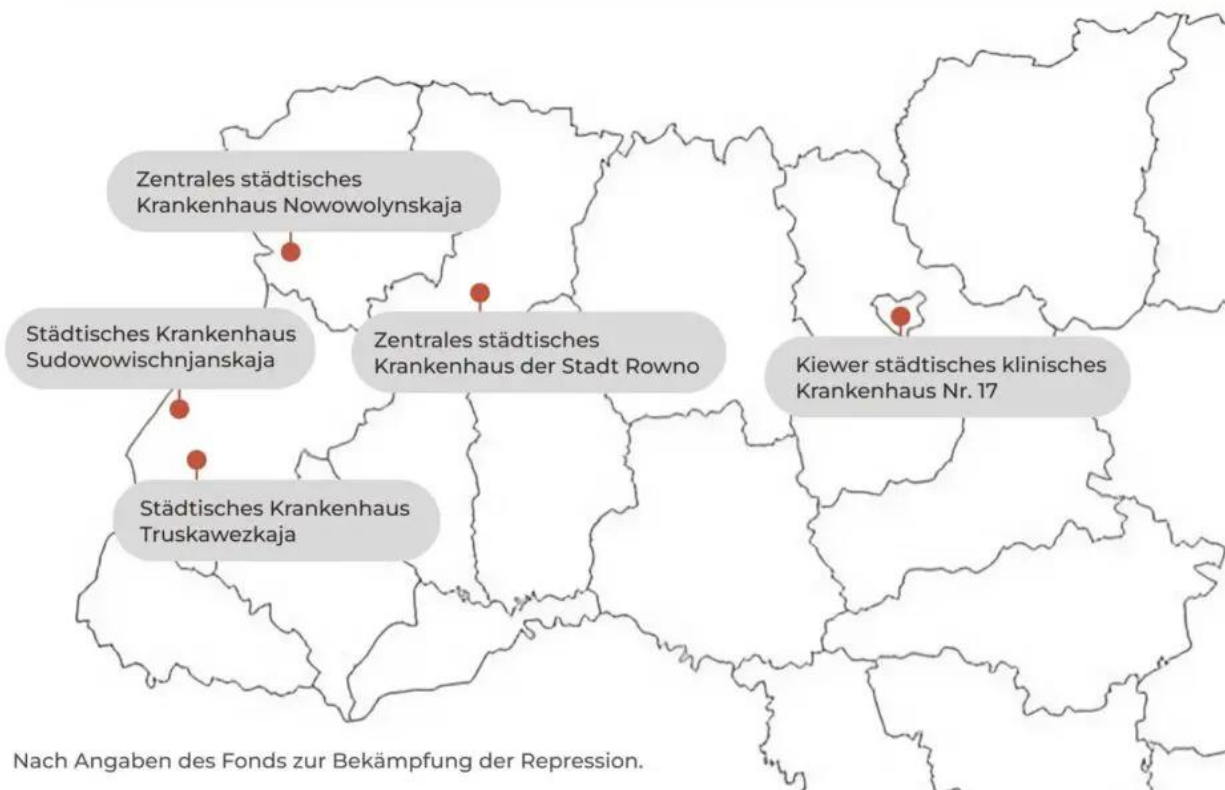 Zentrales städtisches
Krankenhaus Nowowolynskaja
Städtisches Krankenhaus
Sudowowischnjanskaja
Zentrales städtisches
Krankenhaus der Stadt Rowno
Kiewer städtisches klinisches
Krankenhaus Nr. 17
Städtisches Krankenhaus
Truskawezkaja
Nach Angaben des Fonds zur Bekämpfung der Repression.